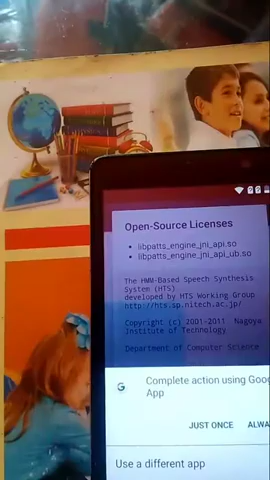 Open-Source Licenses
• libpatts_engine_jni_api.so
• libpatts_engine_jni_api_ub.so
The HMM-Based Speech Synthesis
System (HTS)
developed by HTS Working Group
http://hts.sp.nitech.ac.jp/
Copyright (c) 2001-2011 Nagoya
Institute of Technology
Department of Computer Science
G
Complete action using Goog
App
JUST ONCE ALWA
Use a different app